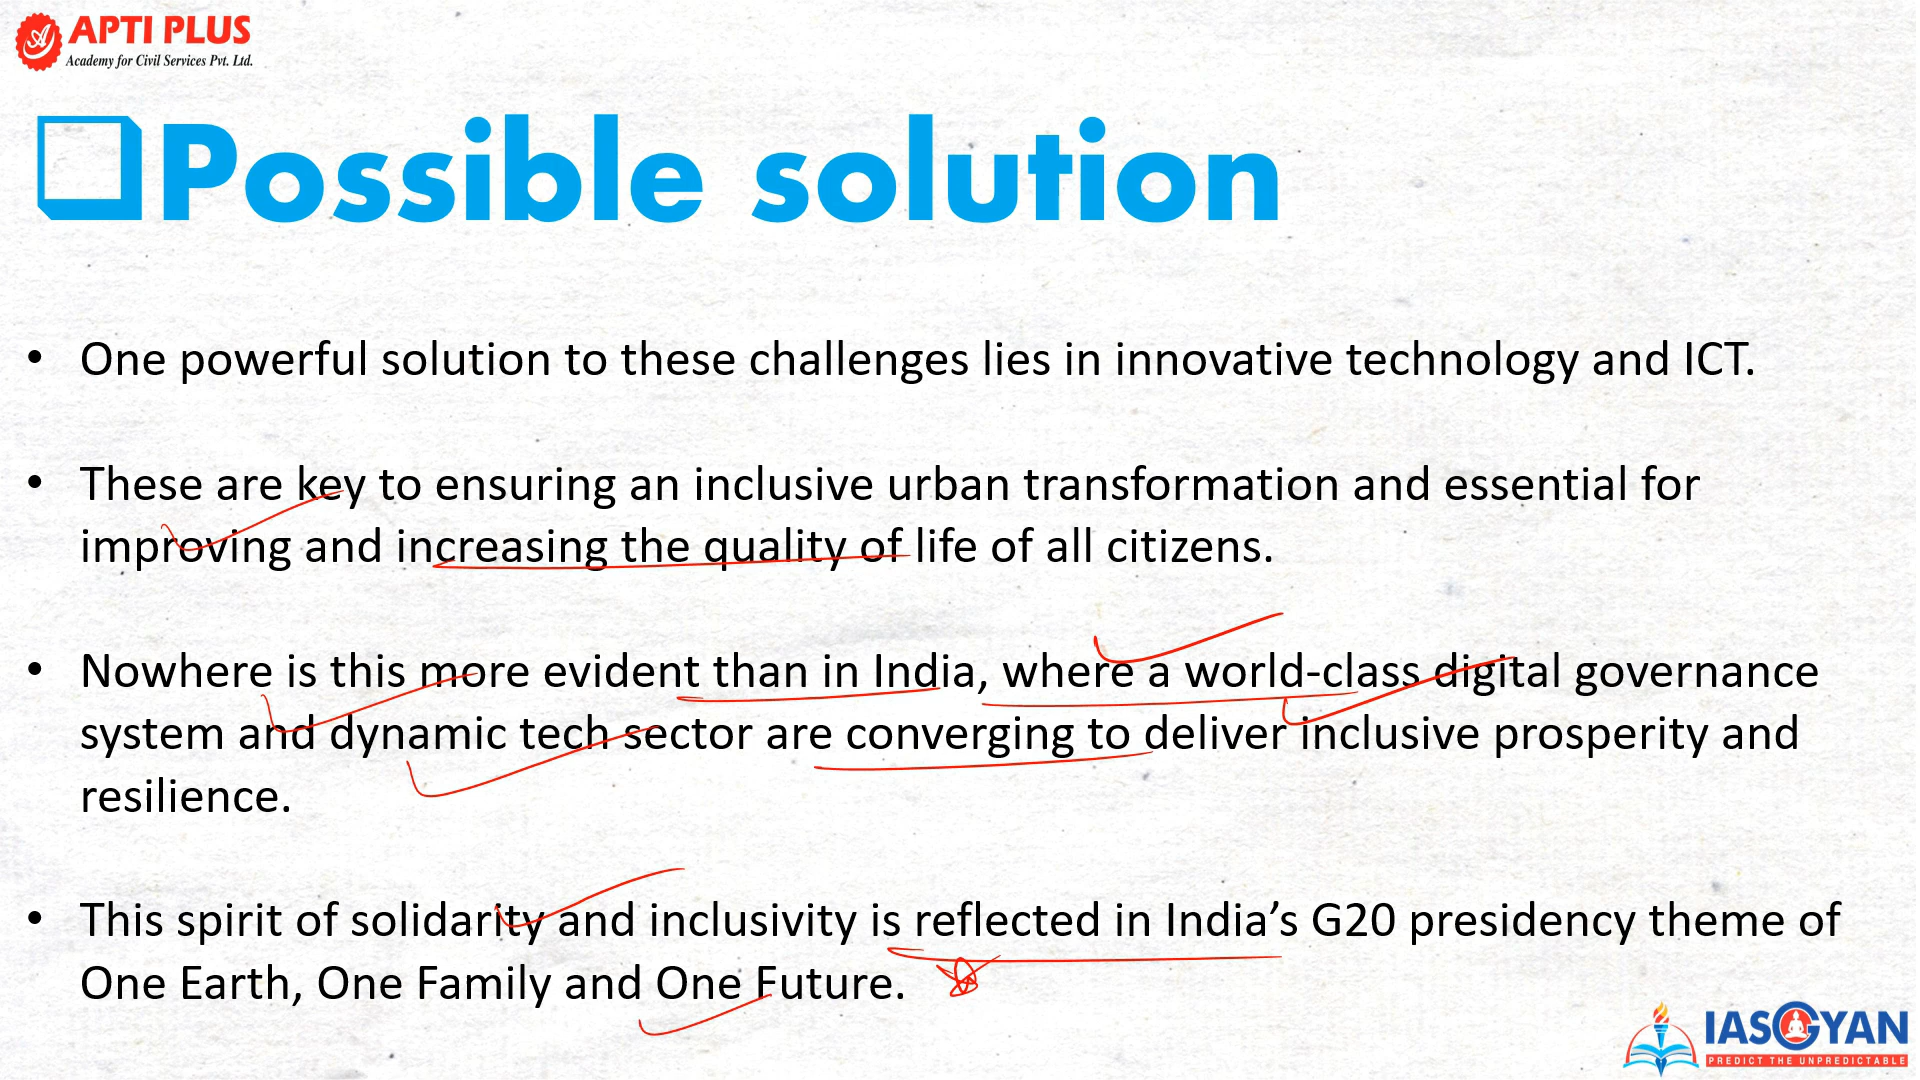 APTI PLUS
Academy for Civil Services Pvt. Ltd.
Possible solution
• One powerful solution to these challenges lies in innovative technology and ICT.
• These are key to ensuring an inclusive urban transformation and essential for
improving and increasing the quality of life of all citizens.
• Nowhere is this more evident than in India, where a world-class digital governance
system and dynamic tech sector are converging to deliver inclusive prosperity and
resilience.
• This spirit of solidarity and inclusivity is reflected in India’s G20 presidency theme of
One Earth, One Family and One Future.
IASGYAN
PREDICT THE UNPREDICTABLE